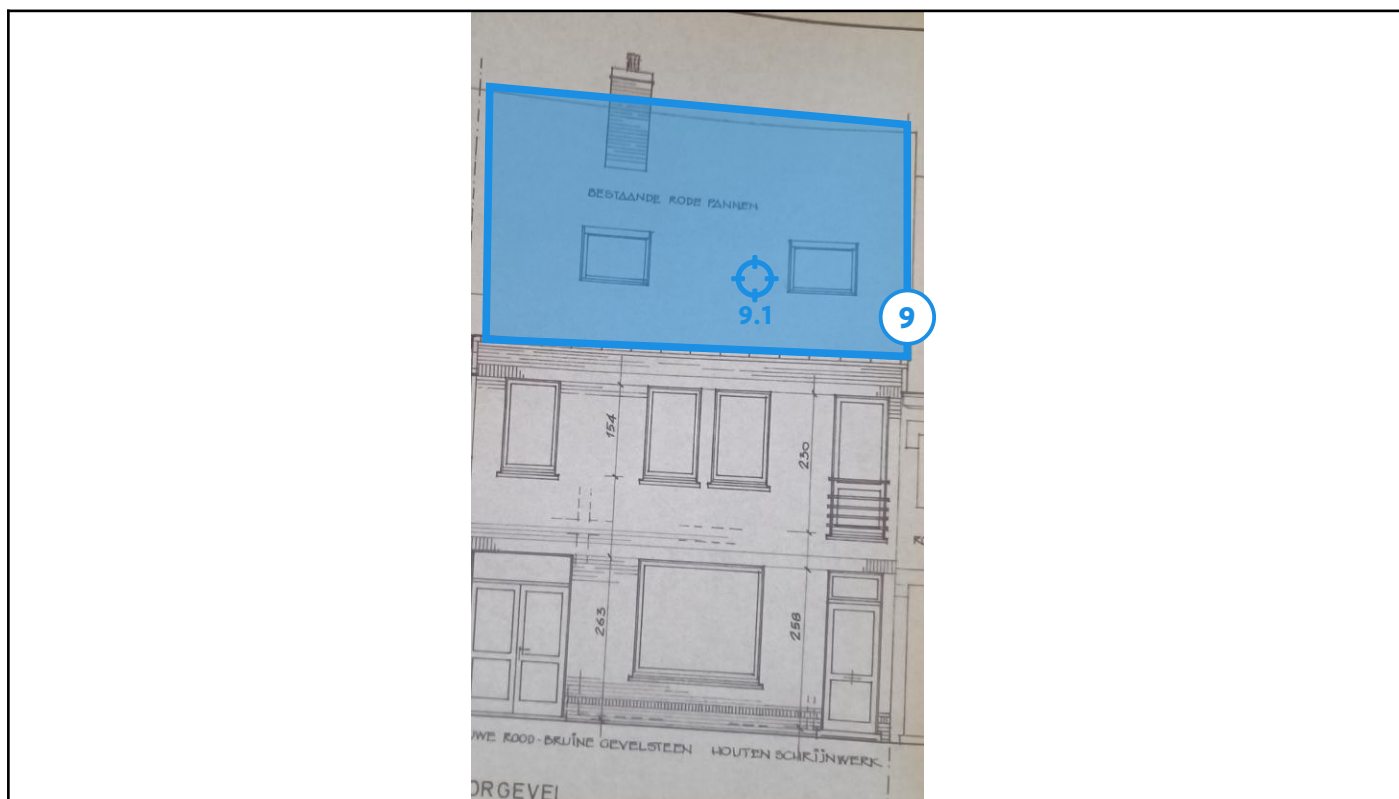 BESTAANDE RODE PANNEN
9.1
9
154
230
263
258
UWE ROOD-BRUINE GEVELSTEEN HOUTEN SCHRIJNWERK
ORGEVEL